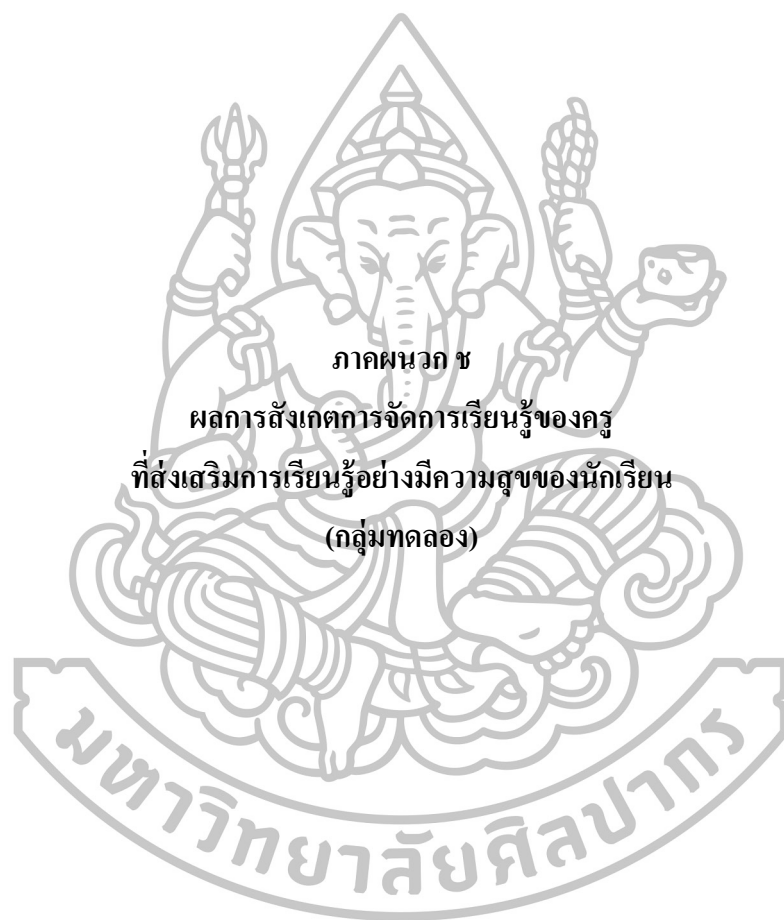 ภาคผนวก ช
ผลการสังเกตการจัดการเรียนรู้ของครู
ที่ส่งเสริมการเรียนรู้อย่างมีความสุขของนักเรียน
(กลุ่มทดลอง)
มหาวิทยาลัยศิลปากร